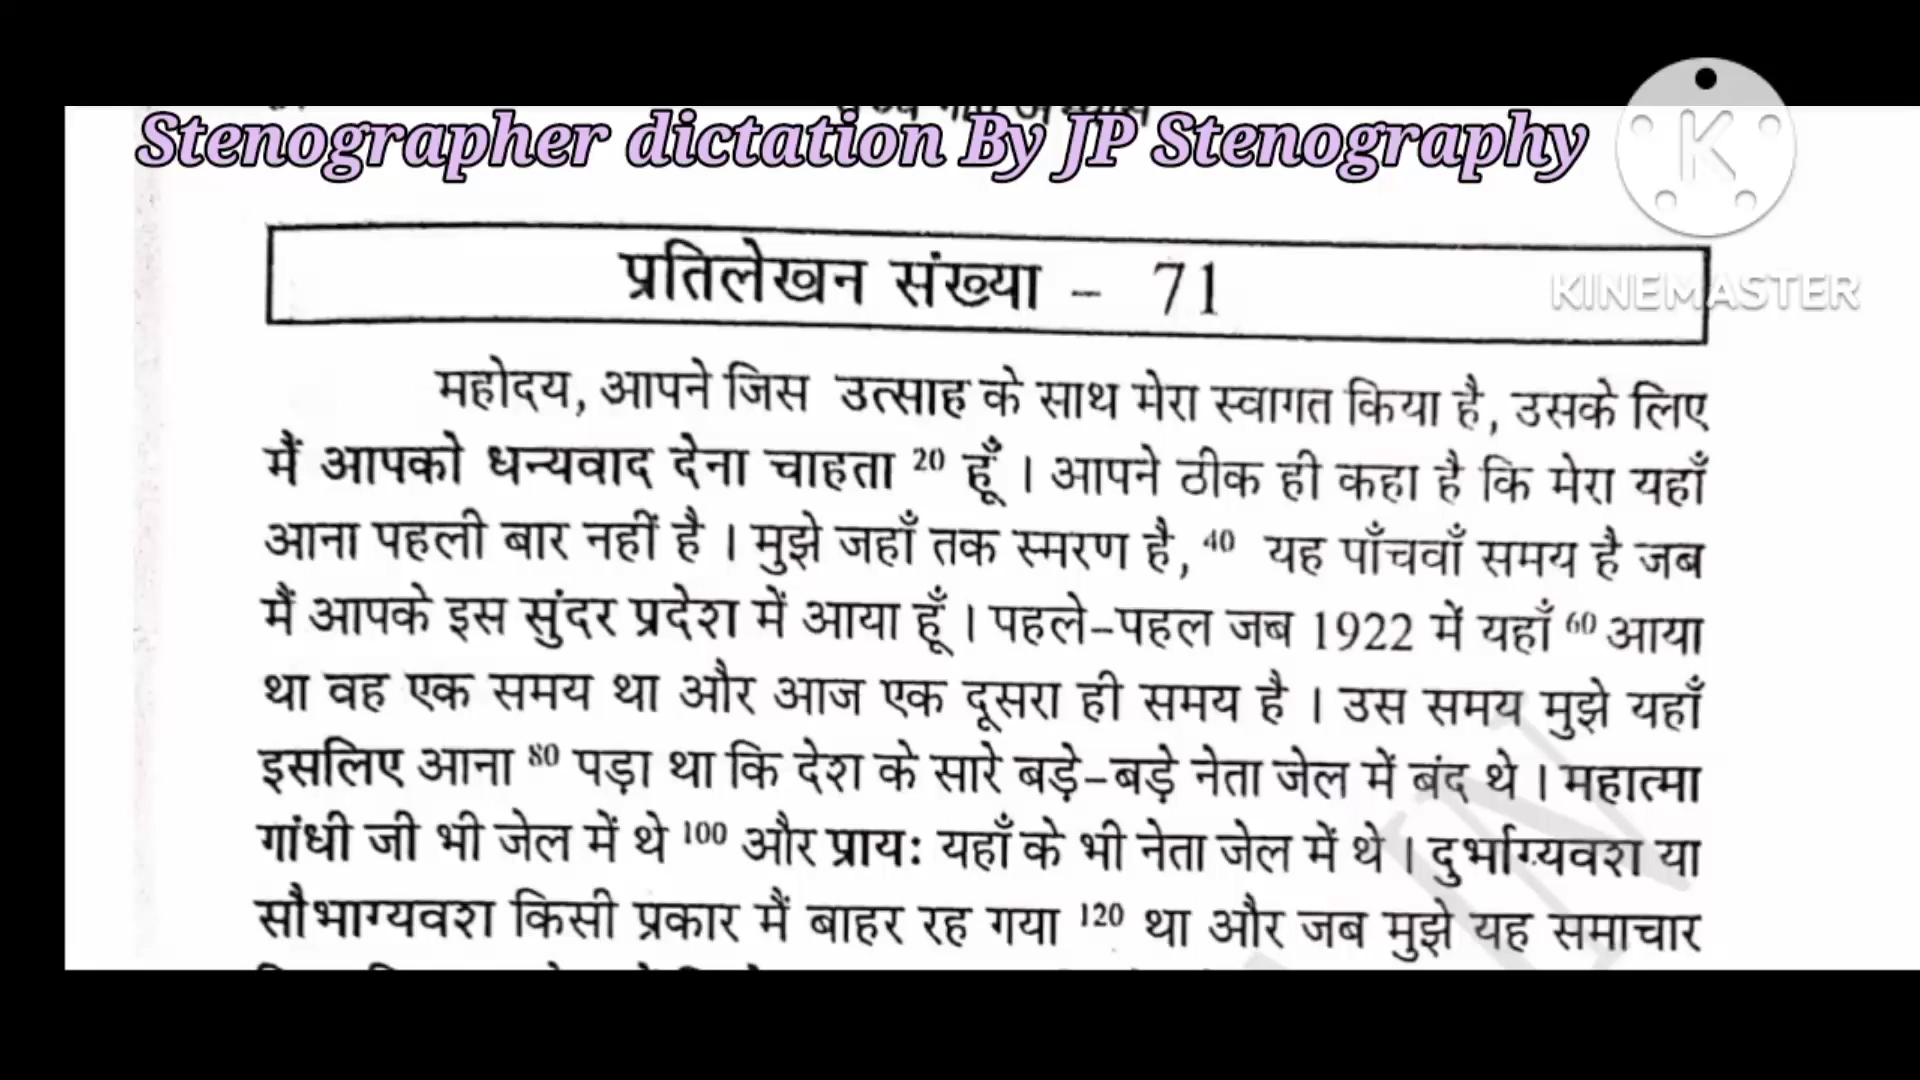 Stenographer dictation By JP Stenography
KINEMASTER
प्रतिलेखन संख्या – 71
महोदय, आपने जिस उत्साह के साथ मेरा स्वागत किया है, उसके लिए
मैं आपको धन्यवाद देना चाहता 20 हूँ । आपने ठीक ही कहा है कि मेरा यहाँ
आना पहली बार नहीं है । मुझे जहाँ तक स्मरण है, 40 यह पाँचवाँ समय है जब
मैं आपके इस सुंदर प्रदेश में आया हूँ । पहले-पहल जब 1922 में यहाँ 60 आया
था वह एक समय था और आज एक दूसरा ही समय है । उस समय मुझे यहाँ
इसलिए आना 80 पड़ा था कि देश के सारे बड़े-बड़े नेता जेल में बंद थे । महात्मा
गांधी जी भी जेल में थे 100 और प्रायः यहाँ के भी नेता जेल में थे । दुर्भाग्यवश या
सौभाग्यवश किसी प्रकार मैं बाहर रह गया 120 था और जब मुझे यह समाचार